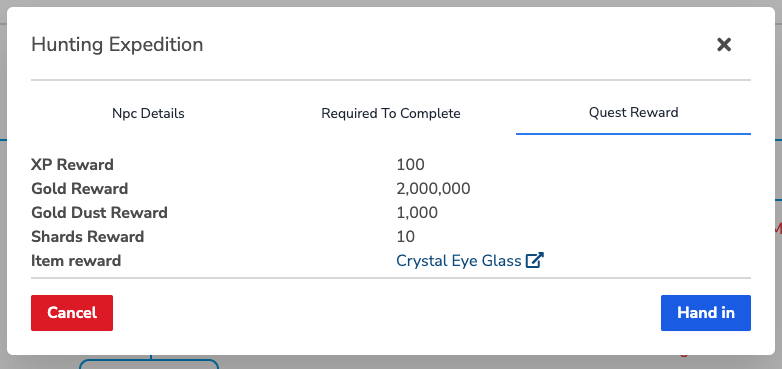 Hunting Expedition
Npc Details Required To Complete Quest Reward
XP Reward 100
Gold Reward 2,000,000
Gold Dust Reward 1,000
Shards Reward 10
Item reward Crystal Eye Glass
Cancel Hand in